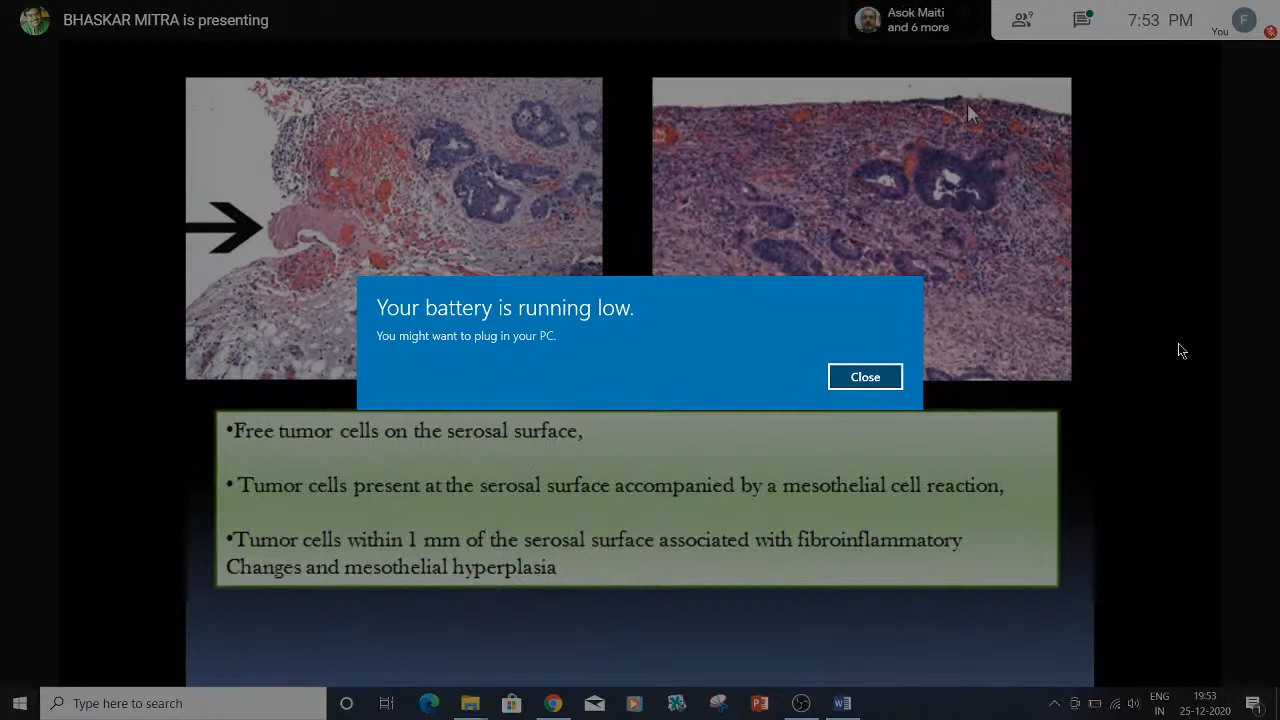 BHASKAR MITRA is presenting
Asok Maiti
and 6 more
9
7:53 PM
You
F
Your battery is running low.
You might want to plug in your PC.
Close
•Free tumor cells on the serosal surface,
• Tumor cells present at the serosal surface accompanied by a mesothelial cell reaction,
•Tumor cells within 1 mm of the serosal surface associated with fibroinflammatory
Changes and mesothelial hyperplasia
Type here to search
ENG
IN
19:53
25-12-2020
1